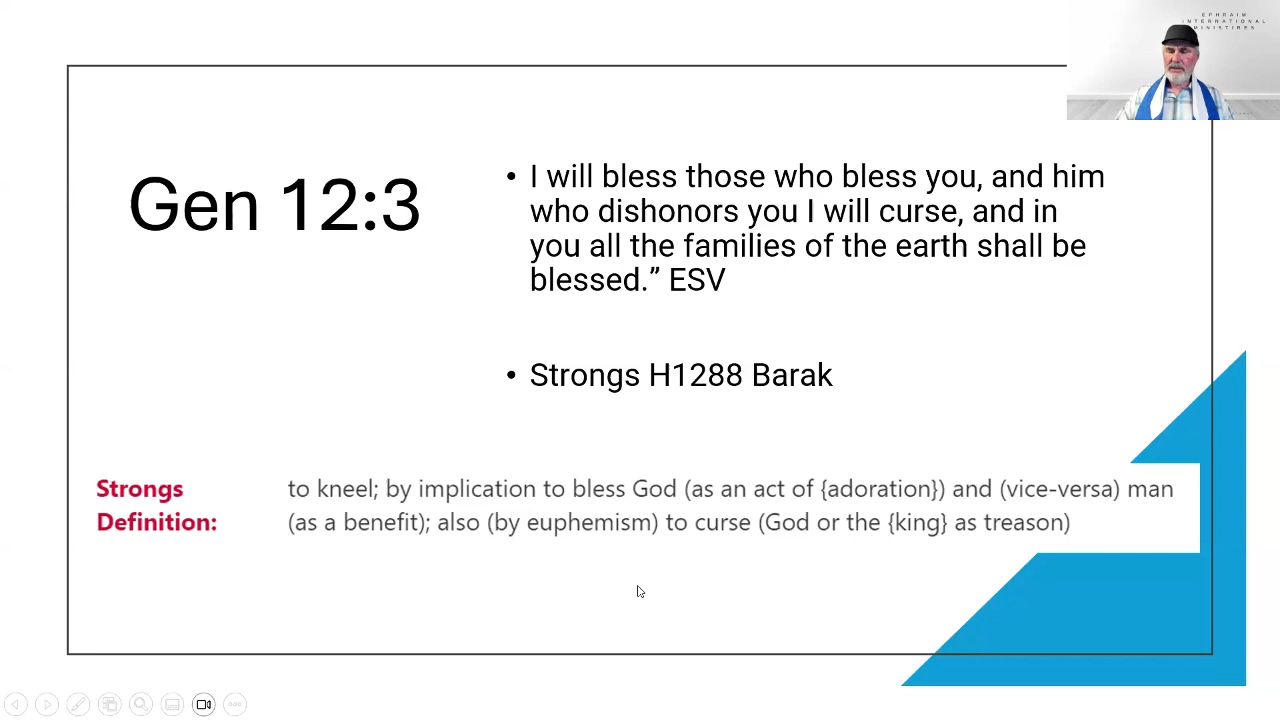 EPHRAIM
INTERNATIONAL
MINISTIRES
Gen 12:3
• I will bless those who bless you, and him
who dishonors you I will curse, and in
you all the families of the earth shall be
blessed.” ESV
• Strongs H1288 Barak
Strongs
Definition:
to kneel; by implication to bless God (as an act of {adoration}) and (vice-versa) man
(as a benefit); also (by euphemism) to curse (God or the {king} as treason)